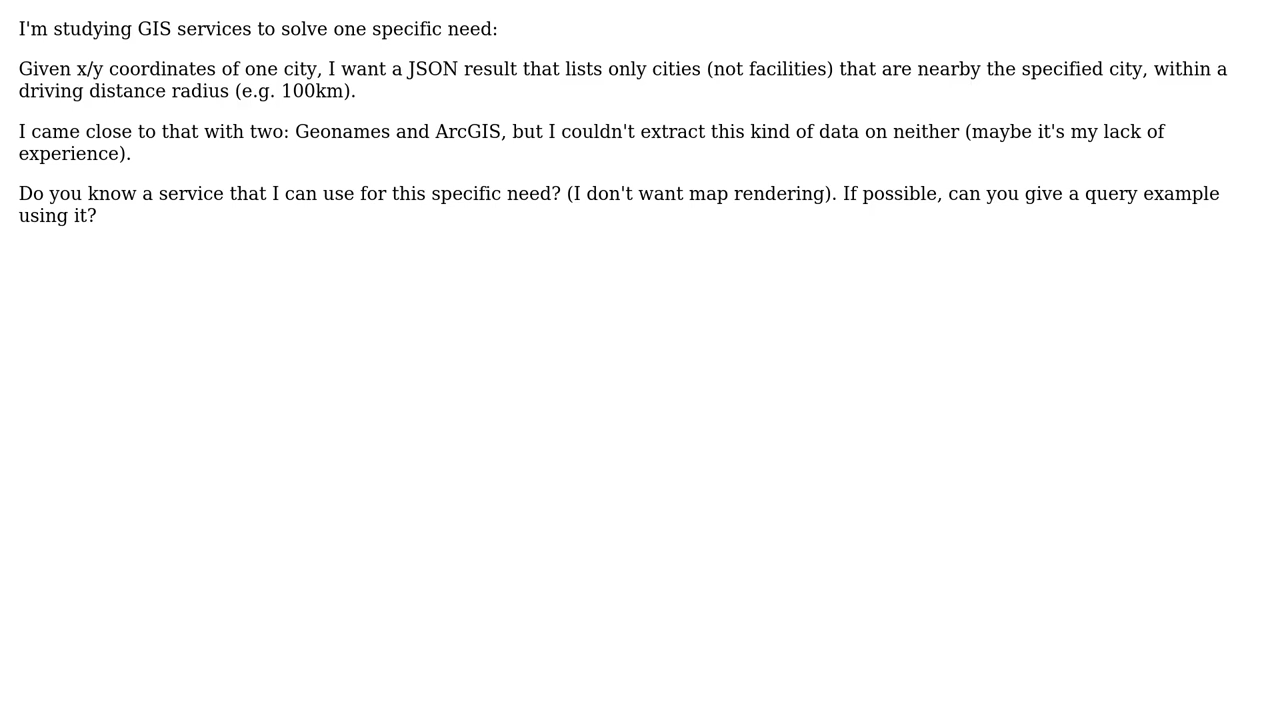 I'm studying GIS services to solve one specific need:
Given x/y coordinates of one city, I want a JSON result that lists only cities (not facilities) that are nearby the specified city, within a
driving distance radius (e.g. 100km).
I came close to that with two: Geonames and ArcGIS, but I couldn't extract this kind of data on neither (maybe it's my lack of
experience).
Do you know a service that I can use for this specific need? (I don't want map rendering). If possible, can you give a query example
using it?